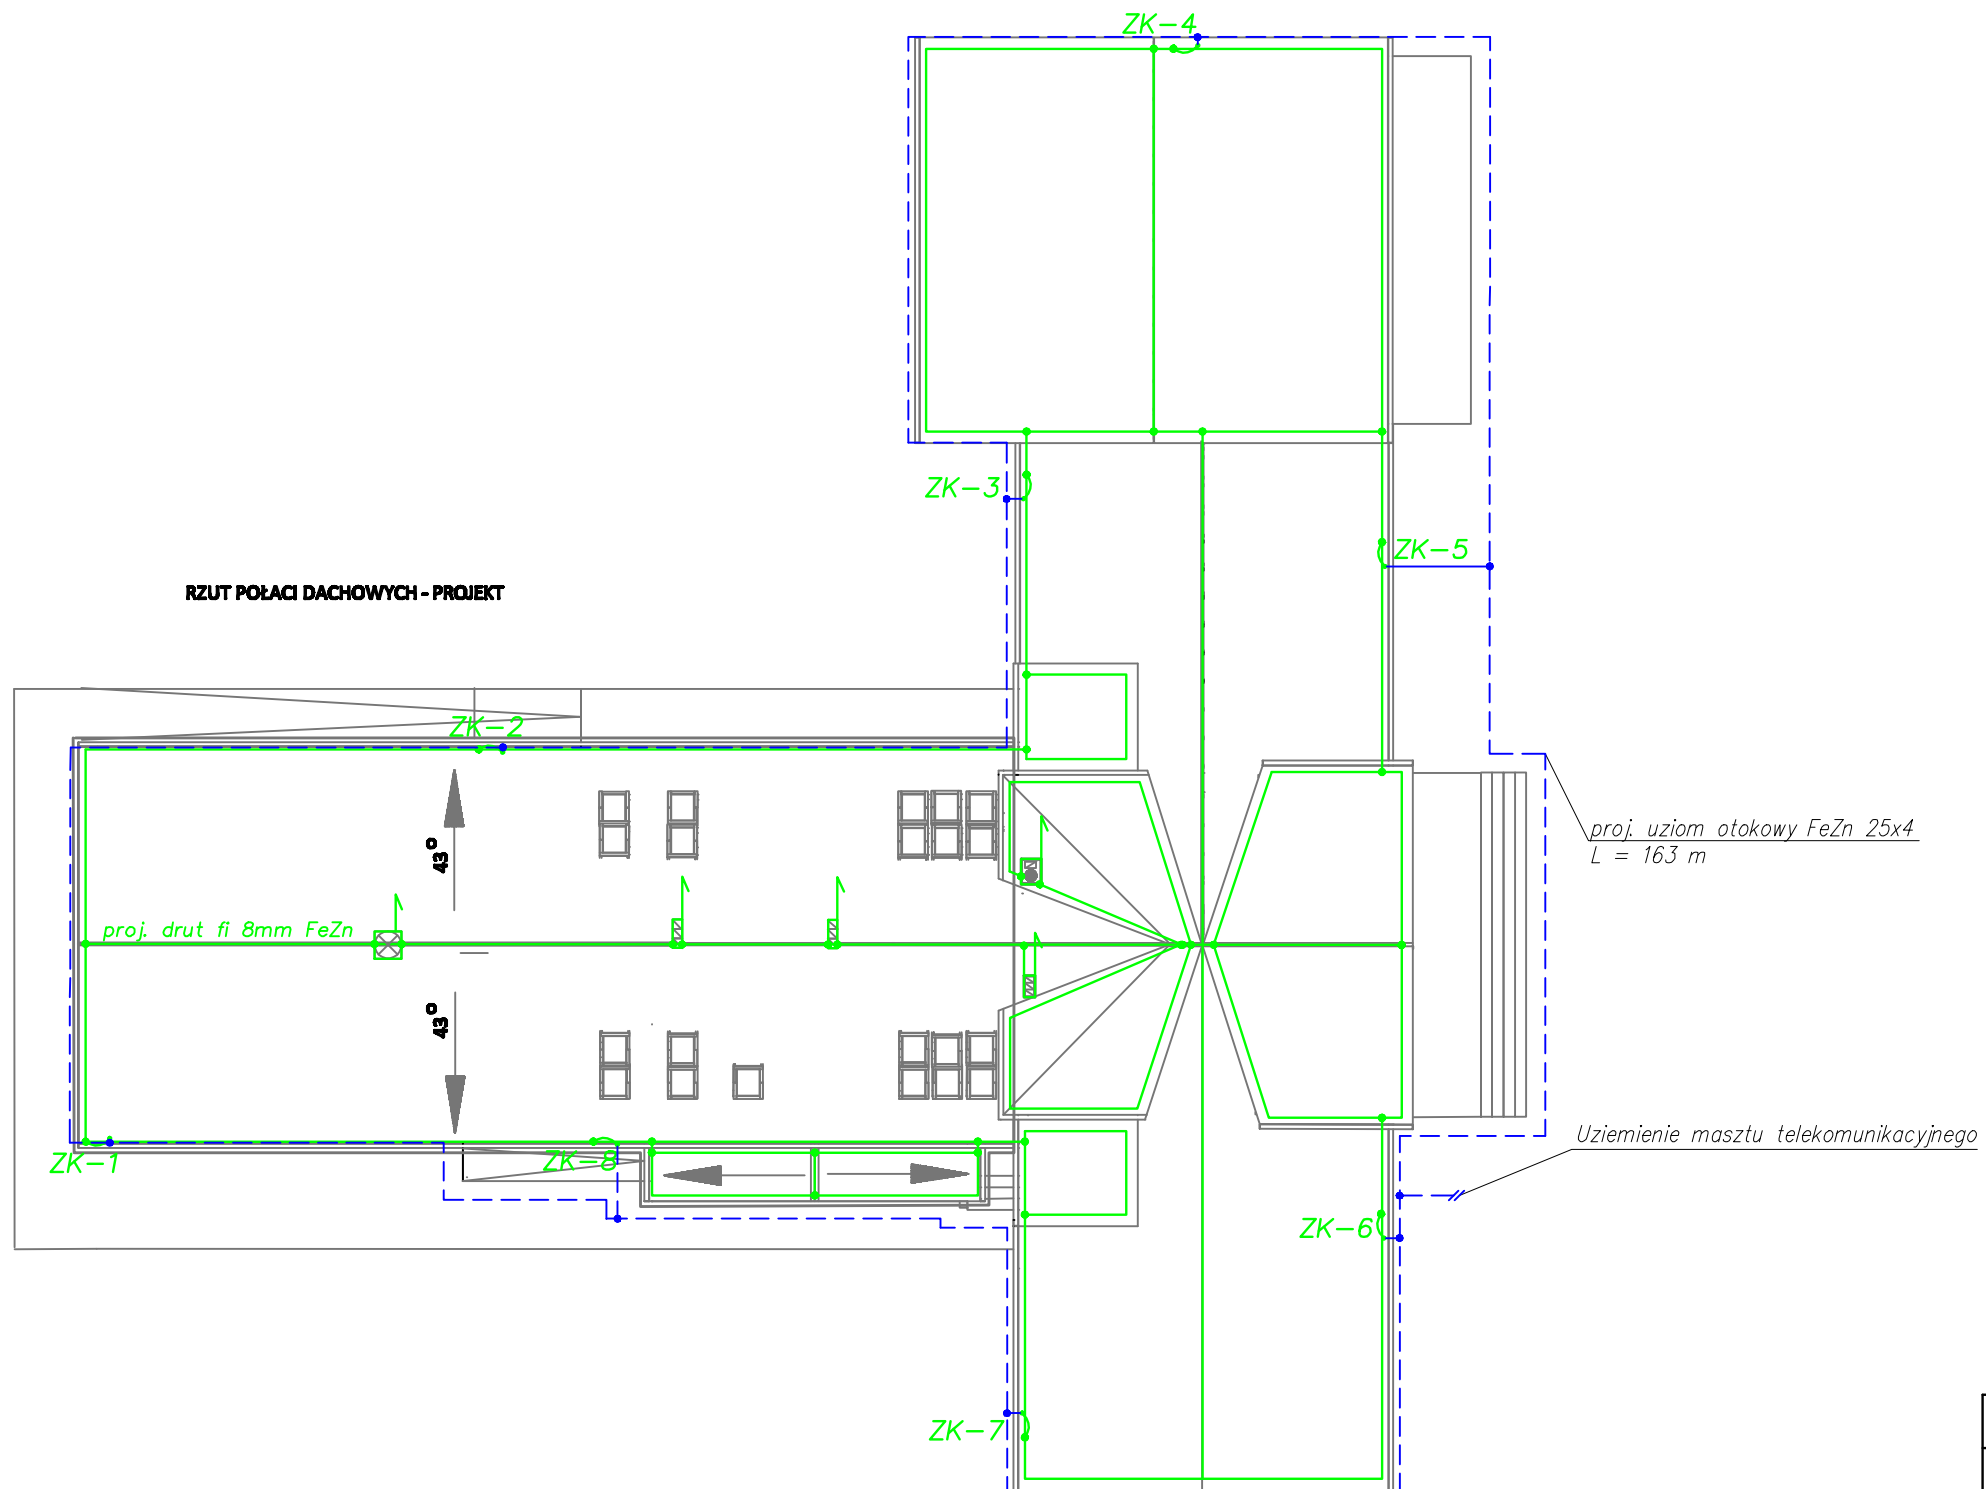 ZK-4
ZK-3
ZK-5
RZUT POŁACI DACHOWYCH - PROJEKT
ZK-2
proj. uziom otokowy FeZn 25x4
L = 163 m
43°
proj. drut fi 8mm FeZn
43°
Uziemienie masztu telekomunikacyjnego
ZK-1
ZK-8
ZK-6
ZK-7